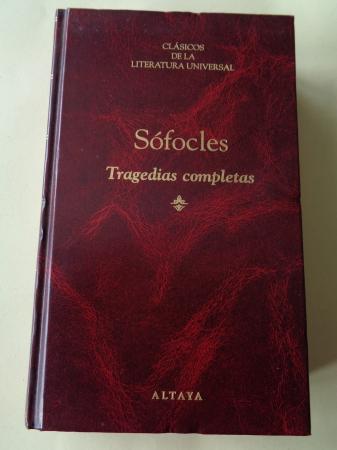 CLÁSICOS
DE LA
LITERATURA UNIVERSAL
Sófocles
Tragedias completas
ALTAYA